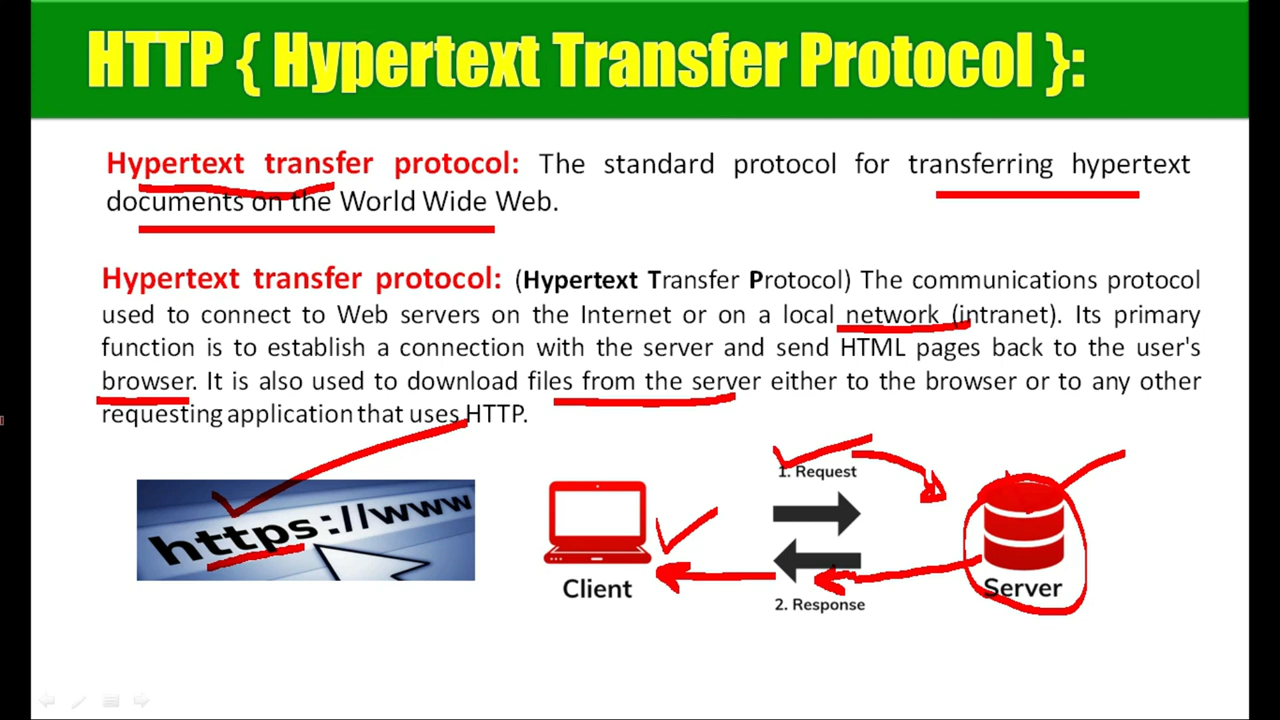 HTTP { Hypertext Transfer Protocol }:
Hypertext transfer protocol: The standard protocol for transferring hypertext
documents on the World Wide Web.
Hypertext transfer protocol: (Hypertext Transfer Protocol) The communications protocol
used to connect to Web servers on the Internet or on a local network (intranet). Its primary
function is to establish a connection with the server and send HTML pages back to the user's
browser. It is also used to download files from the server either to the browser or to any other
requesting application that uses HTTP.
https://www
1. Request
Client
2. Response
Server